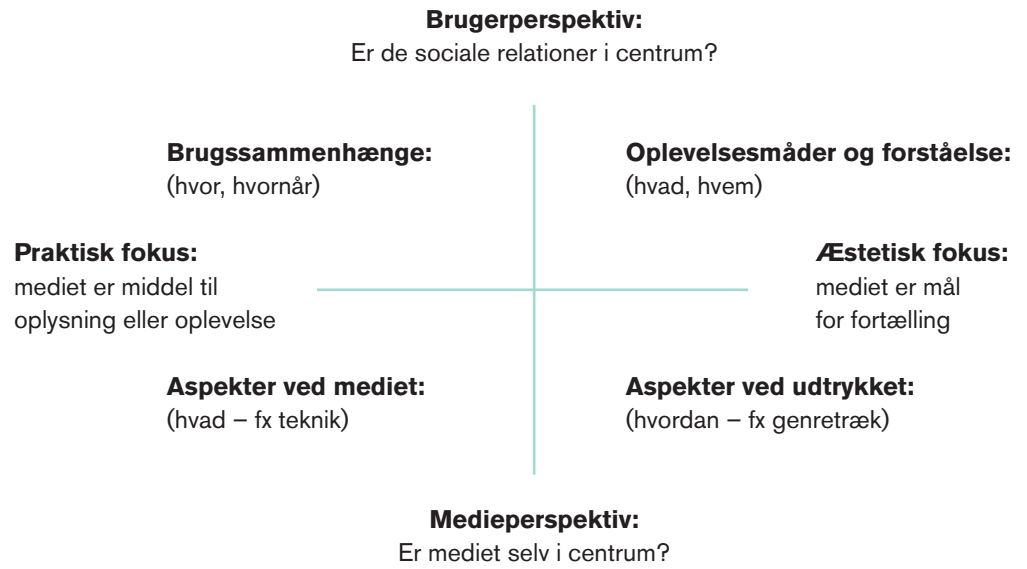 Brugerperspektiv:
Er de sociale relationer i centrum?
Brugssammenhænge:
(hvor, hvornår)
Oplevelsesmåder og forståelse:
(hvad, hvem)
Praktisk fokus:
mediet er middel til
oplysning eller oplevelse
Æstetisk fokus:
mediet er mål
for fortælling
Aspekter ved mediet:
(hvad – fx teknik)
Aspekter ved udtrykket:
(hvordan – fx genretræk)
Medieperspektiv:
Er mediet selv i centrum?